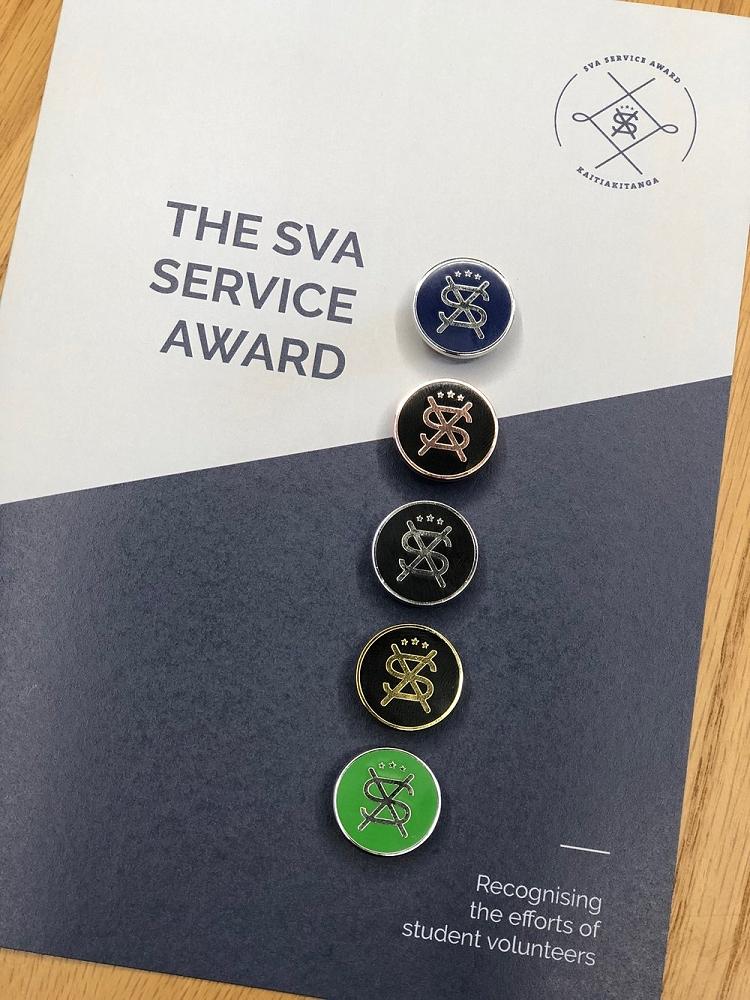 SVA SERVICE AWARD
KAITIAKITANGA
THE SVA
SERVICE
AWARD
Recognising
the efforts of
student volunteers